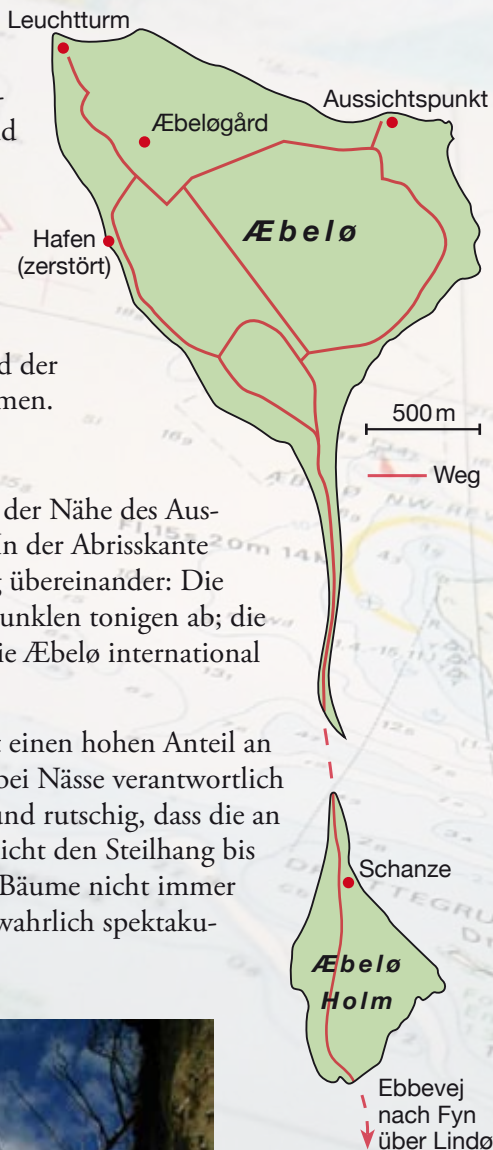 Leuchtturm
Aussichtspunkt
Æbeløgård
Æbelø
Hafen
(zerstört)
500 m
Weg
d der
men.
der Nähe des Aus-
In der Abrisskante
g übereinander: Die
unklen tonigen ab; die
ie Æbelø international
t einen hohen Anteil an
bei Nässe verantwortlich
und rutschig, dass die an
icht den Steilhang bis
Bäume nicht immer
wahrlich spektaku-
Schanze
Æbelø
Holm
Ebbevej
nach Fyn
über Lindø